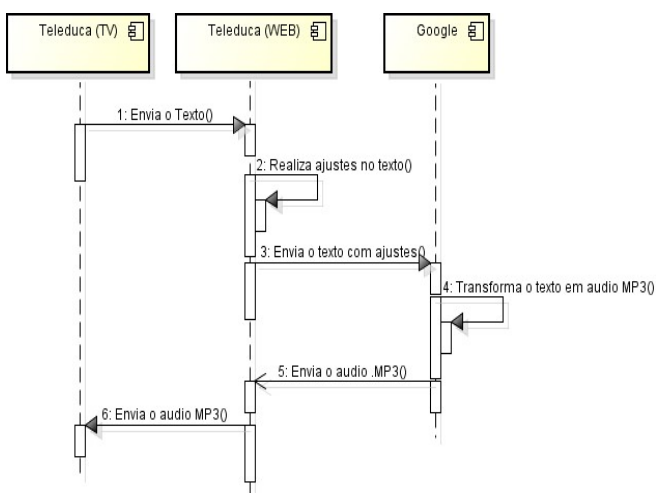 Teleduca (TV)
Teleduca (WEB)
Google
1: Envia o Texto()
2: Realiza ajustes no texto()
3: Envia o texto com ajustes()
4: Transforma o texto em audio MP3()
5: Envia o audio .MP3()
6: Envia o audio MP3()